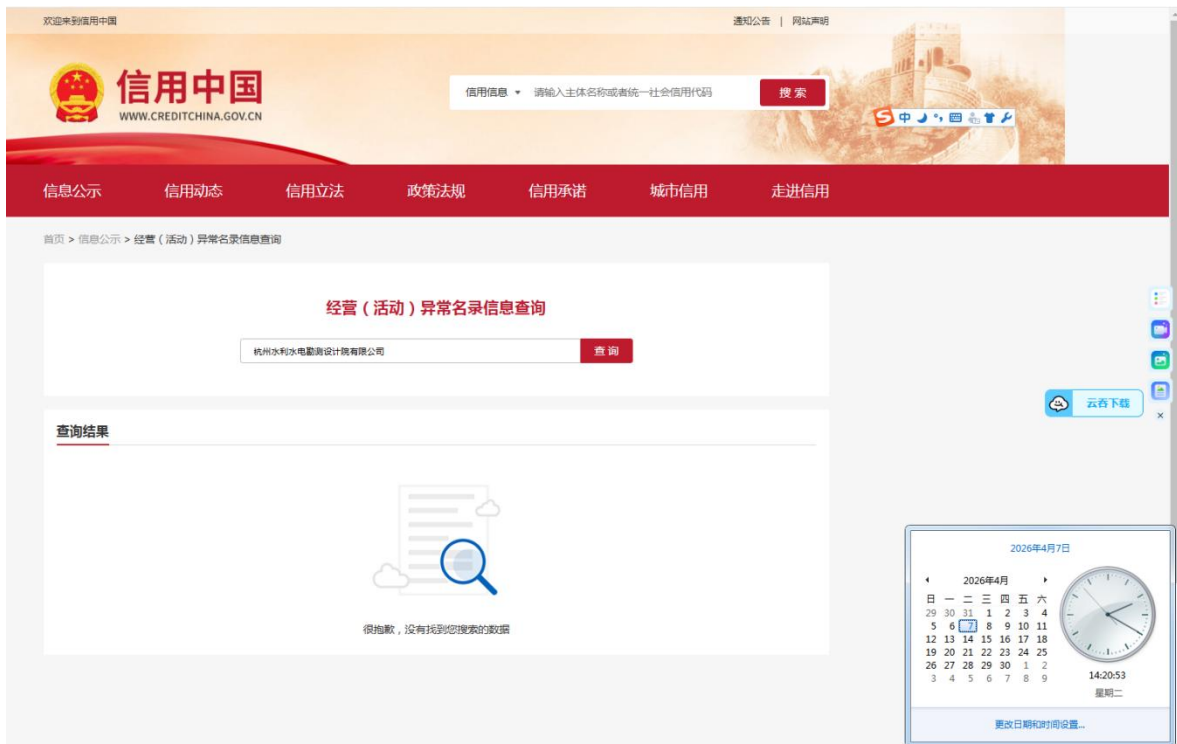 欢迎来到信用中国
通知公告 | 网站声明
信用中国
WWW.CREDITCHINA.GOV.CN
信用信息 请输入主体名称或者统一社会信用代码 搜索
中
信息公示 信用动态 信用立法 政策法规 信用承诺 城市信用 走进信用
首页 > 信息公示 > 经营（活动）异常名录信息查询
经营（活动）异常名录信息查询
杭州水利水电勘测设计院有限公司 查询
云吞下载
查询结果
很抱歉，没有找到您搜索的数据
2026年4月7日
2026年4月
日 一 二 三 四 五 六
29 30 31 1 2 3 4
5 6 7 8 9 10 11
12 13 14 15 16 17 18
19 20 21 22 23 24 25
26 27 28 29 30 1 2
3 4 5 6 7 8 9
14:20:53
星期二
更改日期和时间设置...